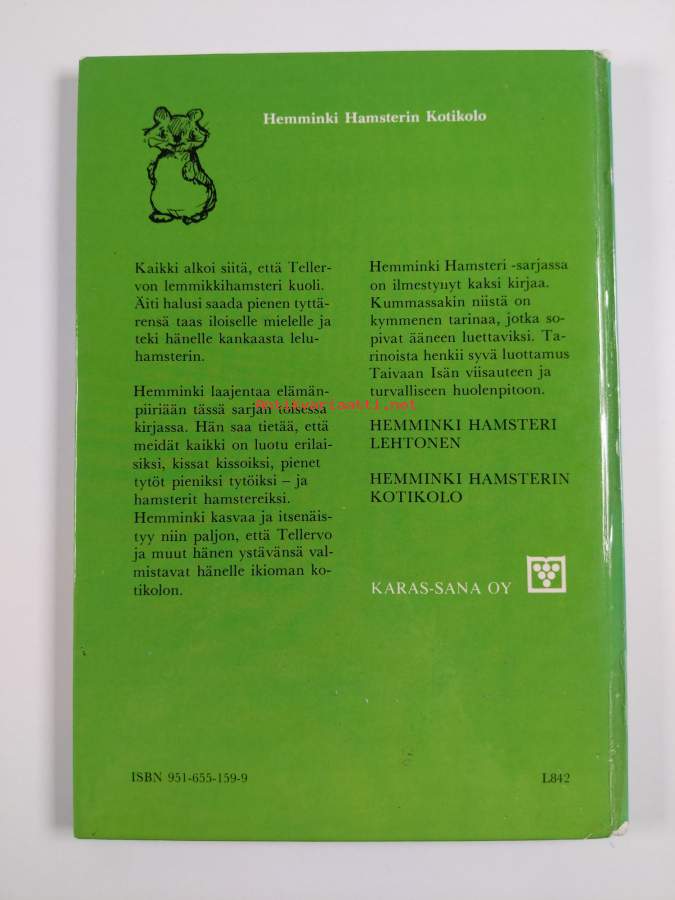 Hemminki Hamsterin Kotikolo
Kaikki alkoi siitä, että Teller-
von lemmikkihamsteri kuoli.
Äiti halusi saada pienen tyttä-
rensä taas iloiselle mielelle ja
teki hänelle kankaasta lelu-
hamsterin.
Hemminki laajentaa elämän-
piiriään tässä sarjan toisessa
kirjassa. Hän saa tietää, että
meidät kaikki on luotu erilai-
siksi, kissat kissoiksi, pienet
tytöt pieniksi tytöiksi – ja
hamsterit hamstereiksi.
Hemminki kasvaa ja itsenäis-
tyy niin paljon, että Tellervo
ja muut hänen ystävänsä val-
mistavat hänelle ikioman ko-
tikolon.
Hemminki Hamsteri -sarjassa
on ilmestynyt kaksi kirjaa.
Kummassakin niistä on
kymmenen tarinaa, jotka so-
pivat ääneen luettaviksi. Ta-
rinoista henkii syvä luottamus
Taivaan Isän viisauteen ja
turvalliseen huolenpitoon.
HEMMINKI HAMSTERI
LEHTONEN
HEMMINKI HAMSTERIN
KOTIKOLO
KARAS-SANA OY
ISBN 951-655-159-9
L842
Antikvariaatti.net